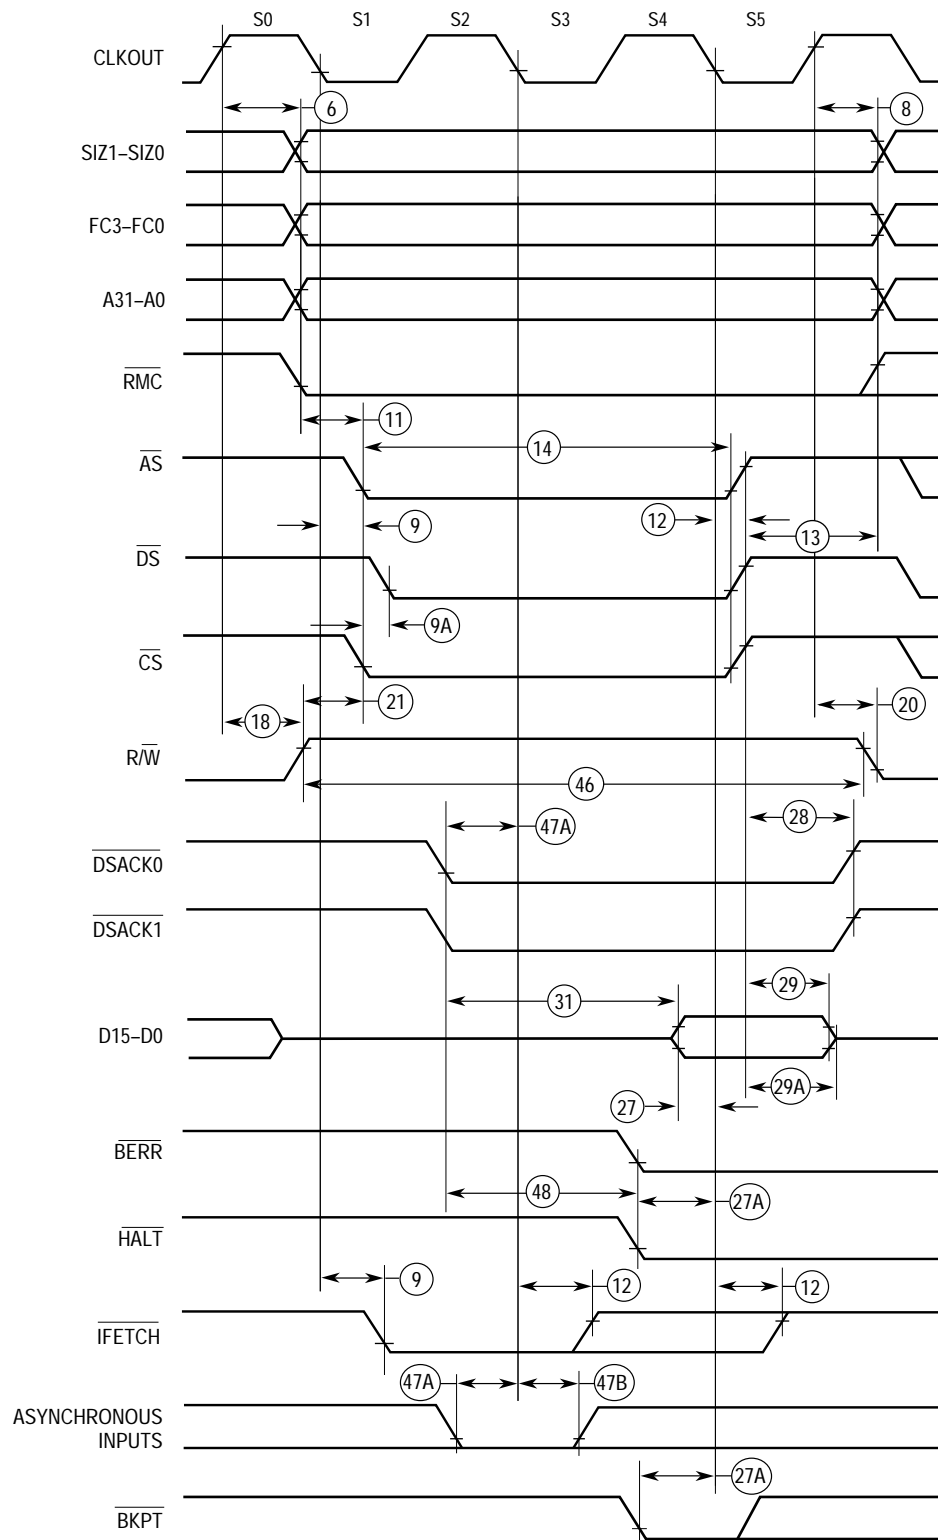 S0 S1 S2 S3 S4 S5
CLKOUT
6 8
SIZ1–SIZ0
FC3–FC0
A31–A0
RMC
11
14
AS
9 12 13
DS
9A
CS
21 20
18
R/W
46
47A 28
DSACK0
DSACK1
31 29
D15–D0
29A
27
BERR
48 27A
HALT
9 12 12
IFETCH
47A 47B
ASYNCHRONOUS
INPUTS
27A
BKPT